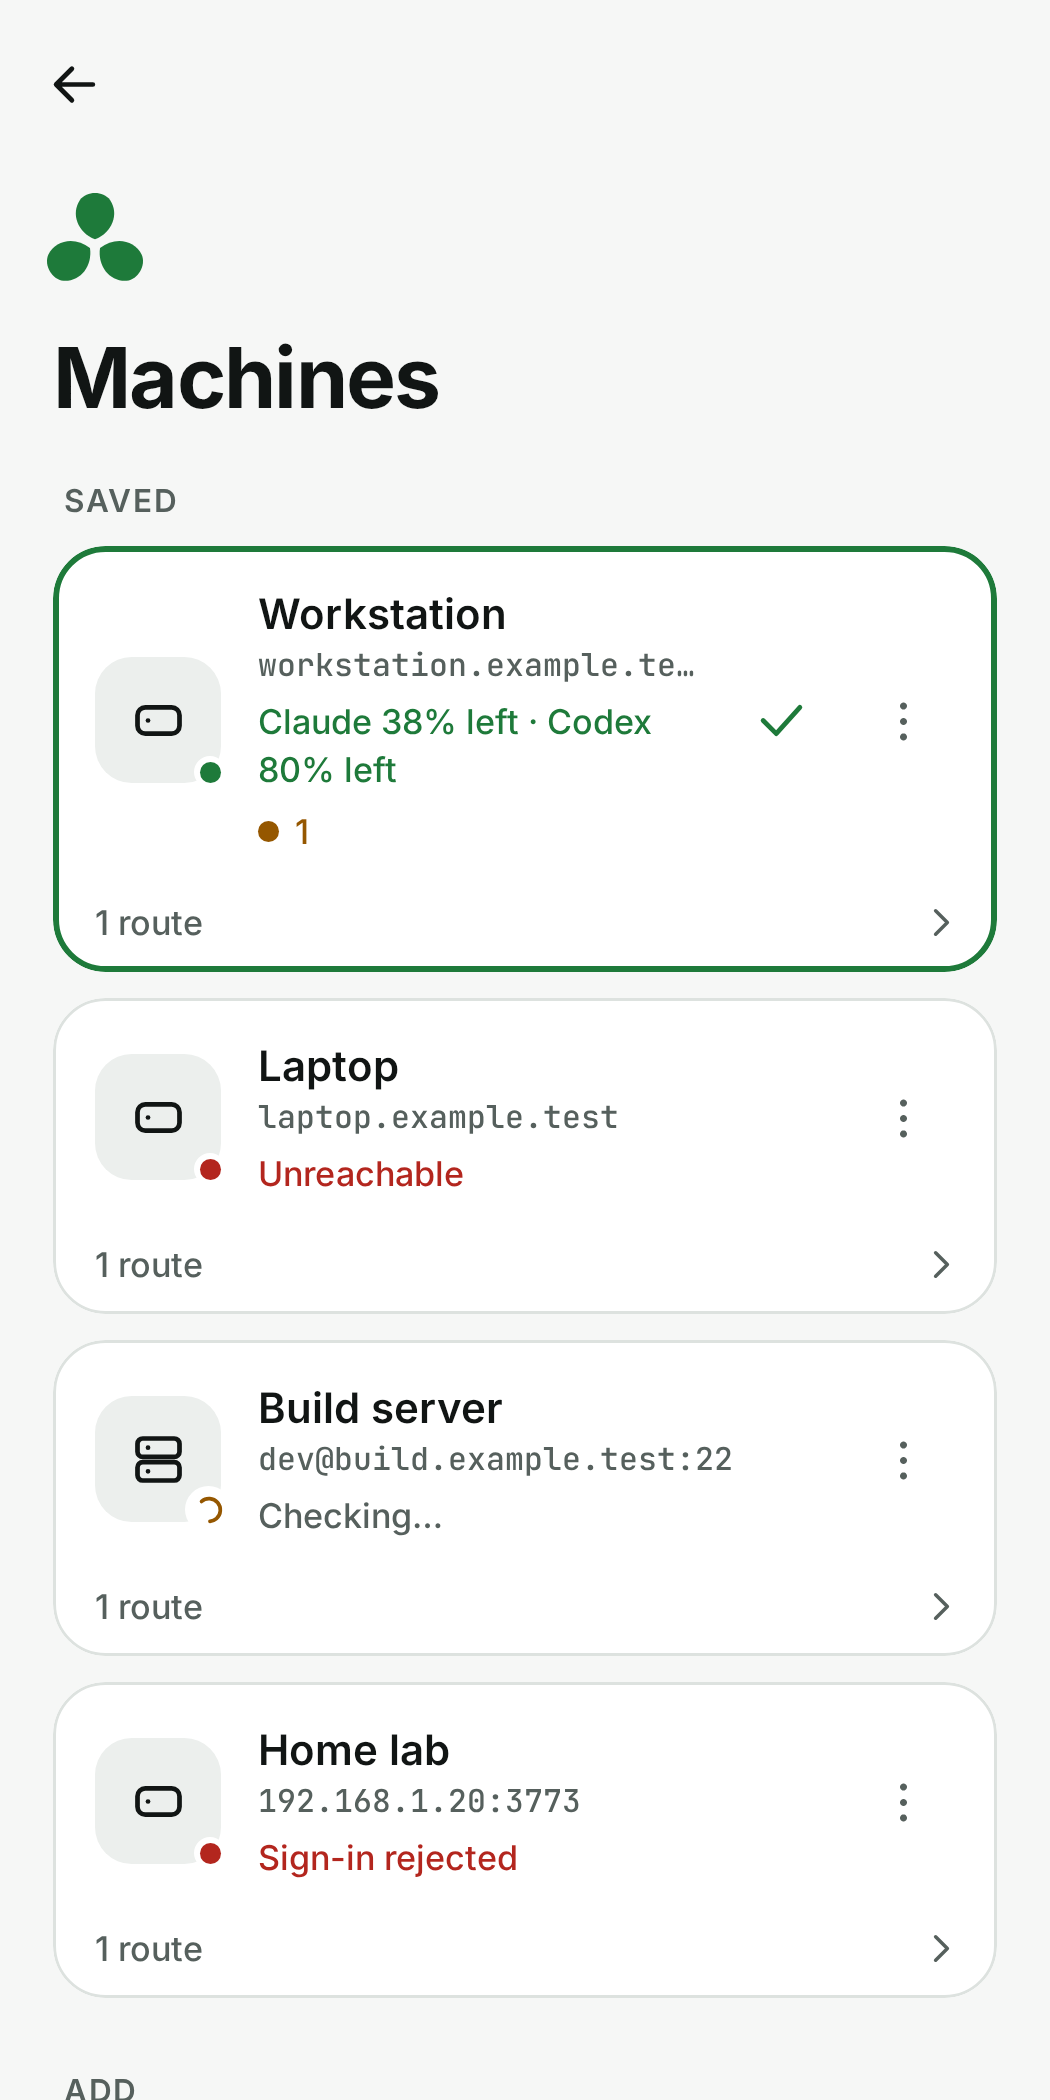 Machines
SAVED
Workstation
workstation.example.te…
Claude 38% left · Codex
80% left
1
1 route
Laptop
laptop.example.test
Unreachable
1 route
Build server
dev@build.example.test:22
Checking...
1 route
Home lab
192.168.1.20:3773
Sign-in rejected
1 route
ADD